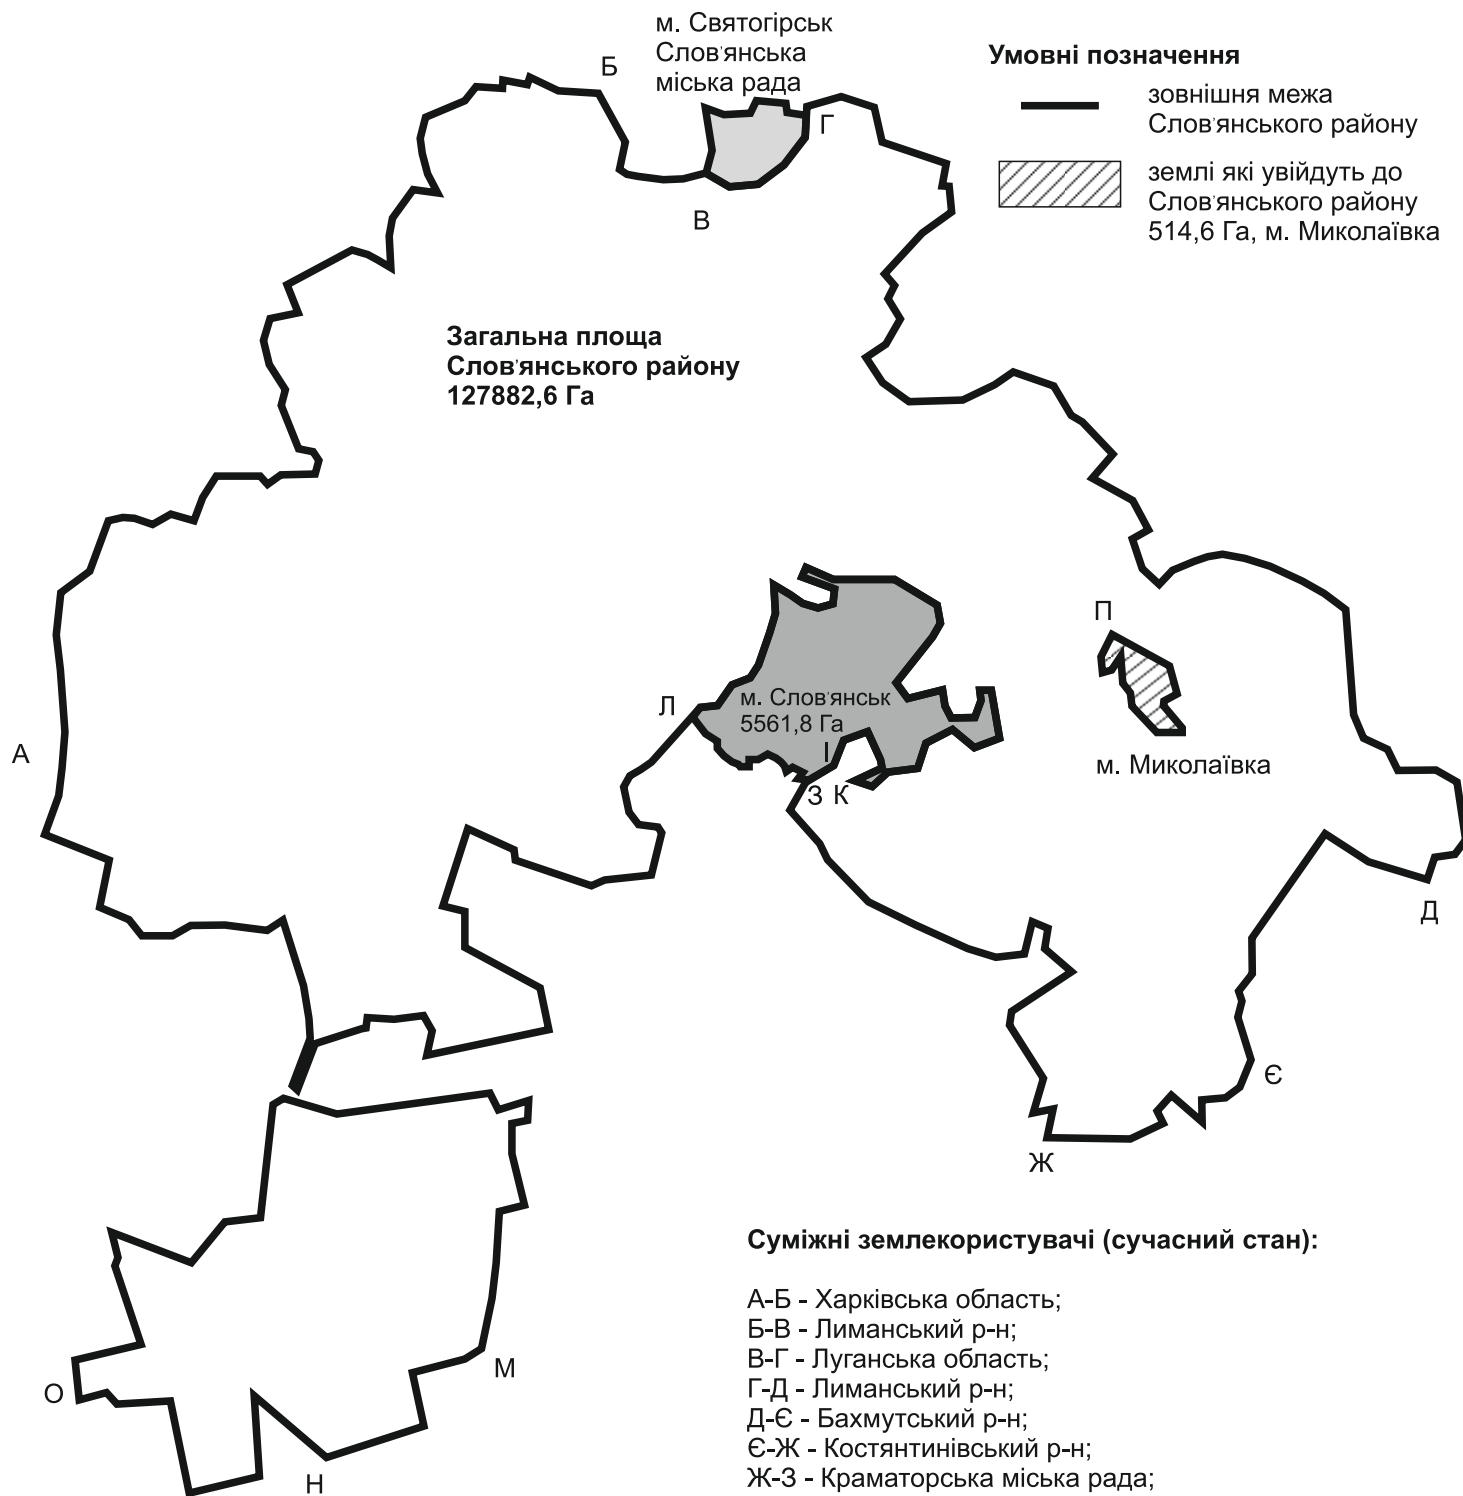 м. Святогірськ
Слов'янська
міська рада
Б
Г
В
Умовні позначення
зовнішня межа
Слов'янського району
землі які увійдуть до
Слов'янського району
514,6 Га, м. Миколаївка
Загальна площа
Слов'янського району
127882,6 Га
П
Л
м. Слов'янськ
5561,8 Га
І
З К
А
м. Миколаївка
Д
Є
Ж
М
О
Н
Суміжні землекористувачі (сучасний стан):
А-Б - Харківська область;
Б-В - Лиманський р-н;
В-Г - Луганська область;
Г-Д - Лиманський р-н;
Д-Є - Бахмутський р-н;
Є-Ж - Костянтинівський р-н;
Ж-З - Краматорська міська рада;